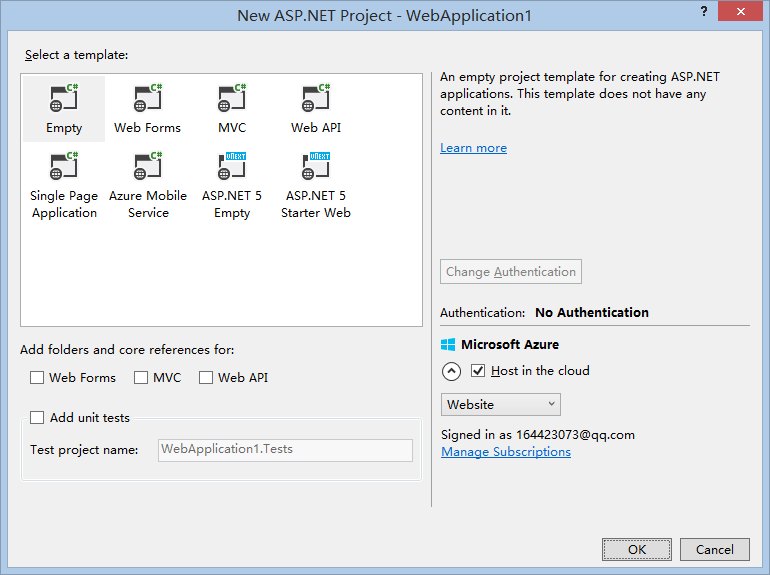 New ASP.NET Project - WebApplication1
?
Select a template:
C#
C#
C#
C#
Empty
Web Forms
MVC
Web API
C#
C#
Single Page
Application
Azure Mobile
Service
ASP.NET 5
Empty
ASP.NET 5
Starter Web
Add folders and core references for:
Web Forms
MVC
Web API
Add unit tests
Test project name:
WebApplication1.Tests
An empty project template for creating ASP.NET
applications. This template does not have any
content in it.
Learn more
Change Authentication
Authentication: No Authentication
Microsoft Azure
Host in the cloud
Website
Signed in as 164423073@qq.com
Manage Subscriptions
OK
Cancel